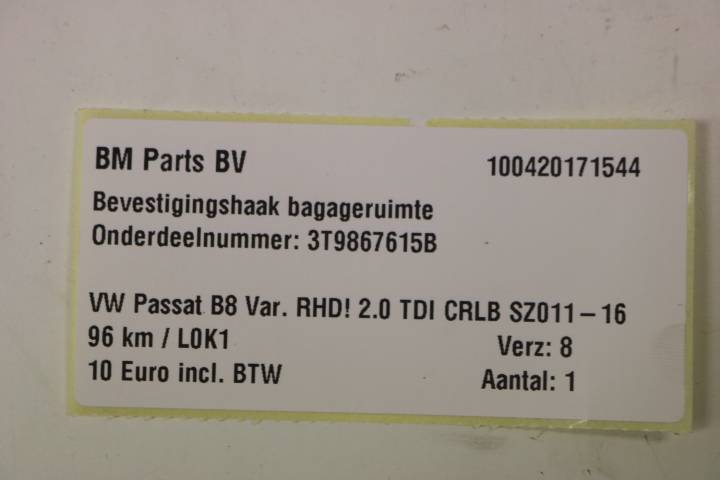 BM Parts BV 100420171544
Bevestigingshaak bagageruimte
Onderdeelnummer: 3T9867615B
VW Passat B8 Var. RHD! 2.0 TDI CRLB SZ011-16
96 km / L0K1 Verz: 8
10 Euro incl. BTW Aantal: 1